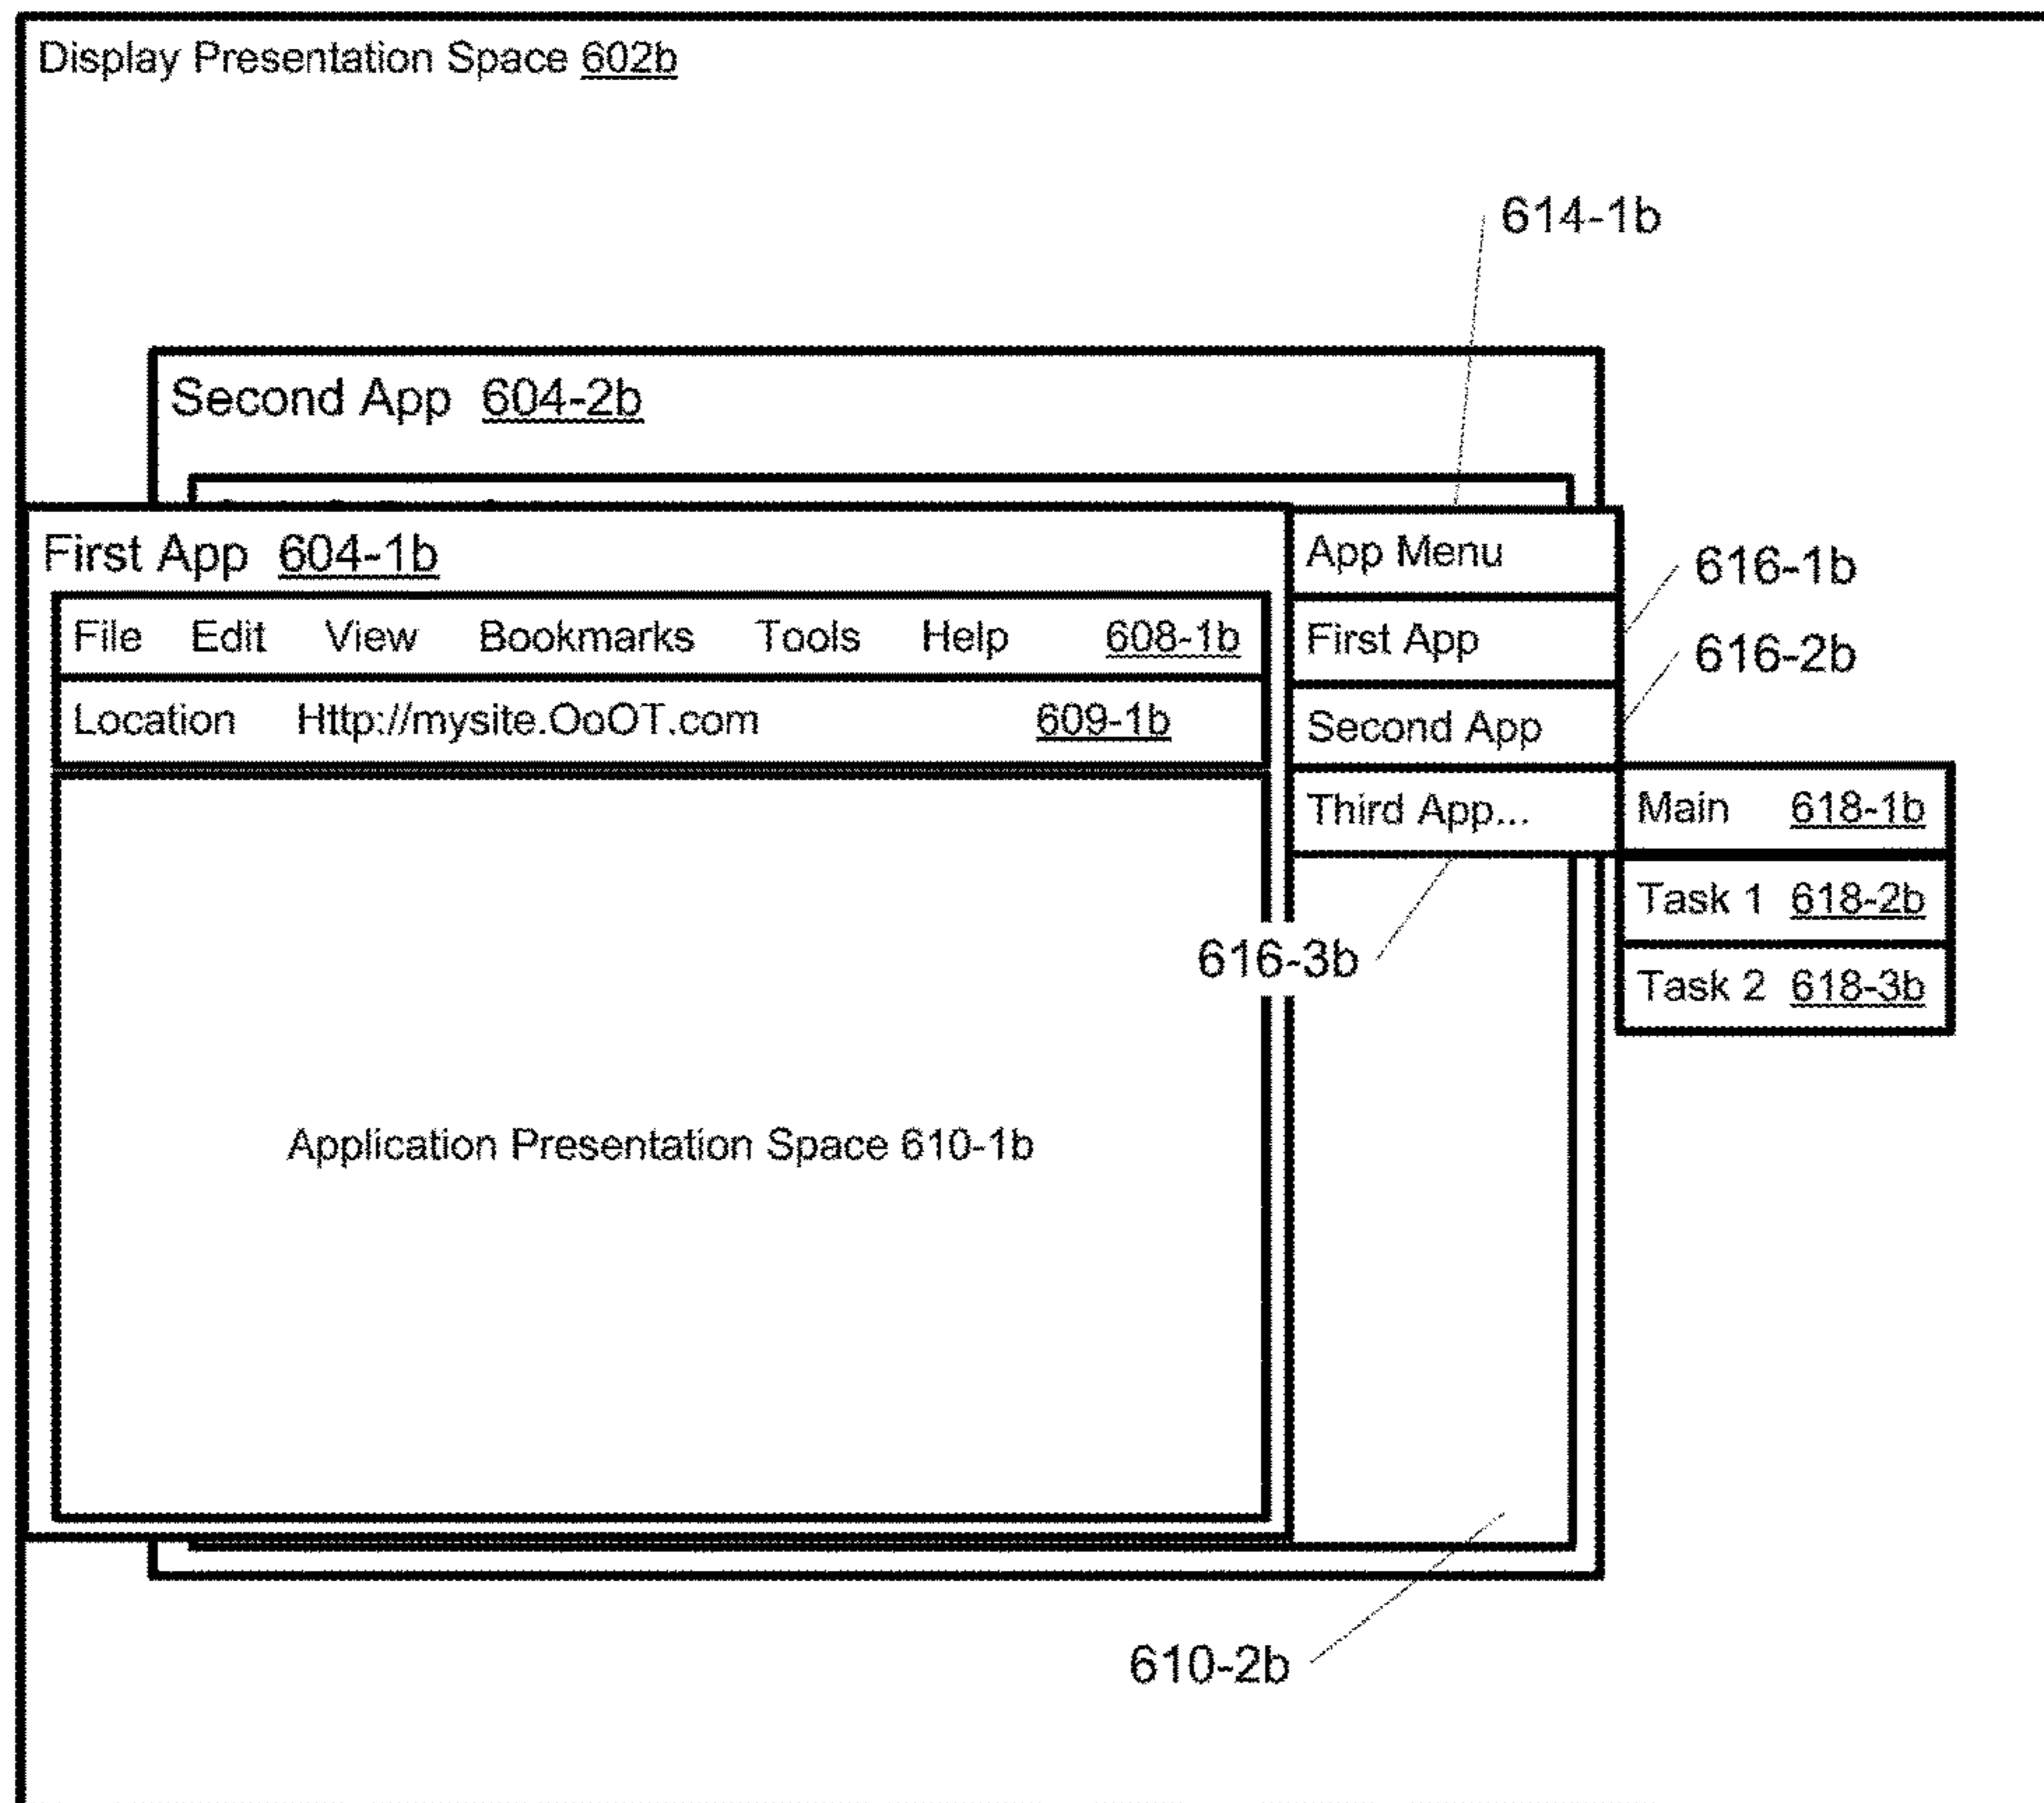 Display Presentation Space 602b
614-1b
Second App 604-2b
First App 604-1b
App Menu
616-1b
File Edit View Bookmarks Tools Help 608-1b
First App
616-2b
Location Http://mysite.OoOT.com 609-1b
Second App
Third App...
Main 618-1b
Task 1 618-2b
616-3b
Task 2 618-3b
Application Presentation Space 610-1b
610-2b